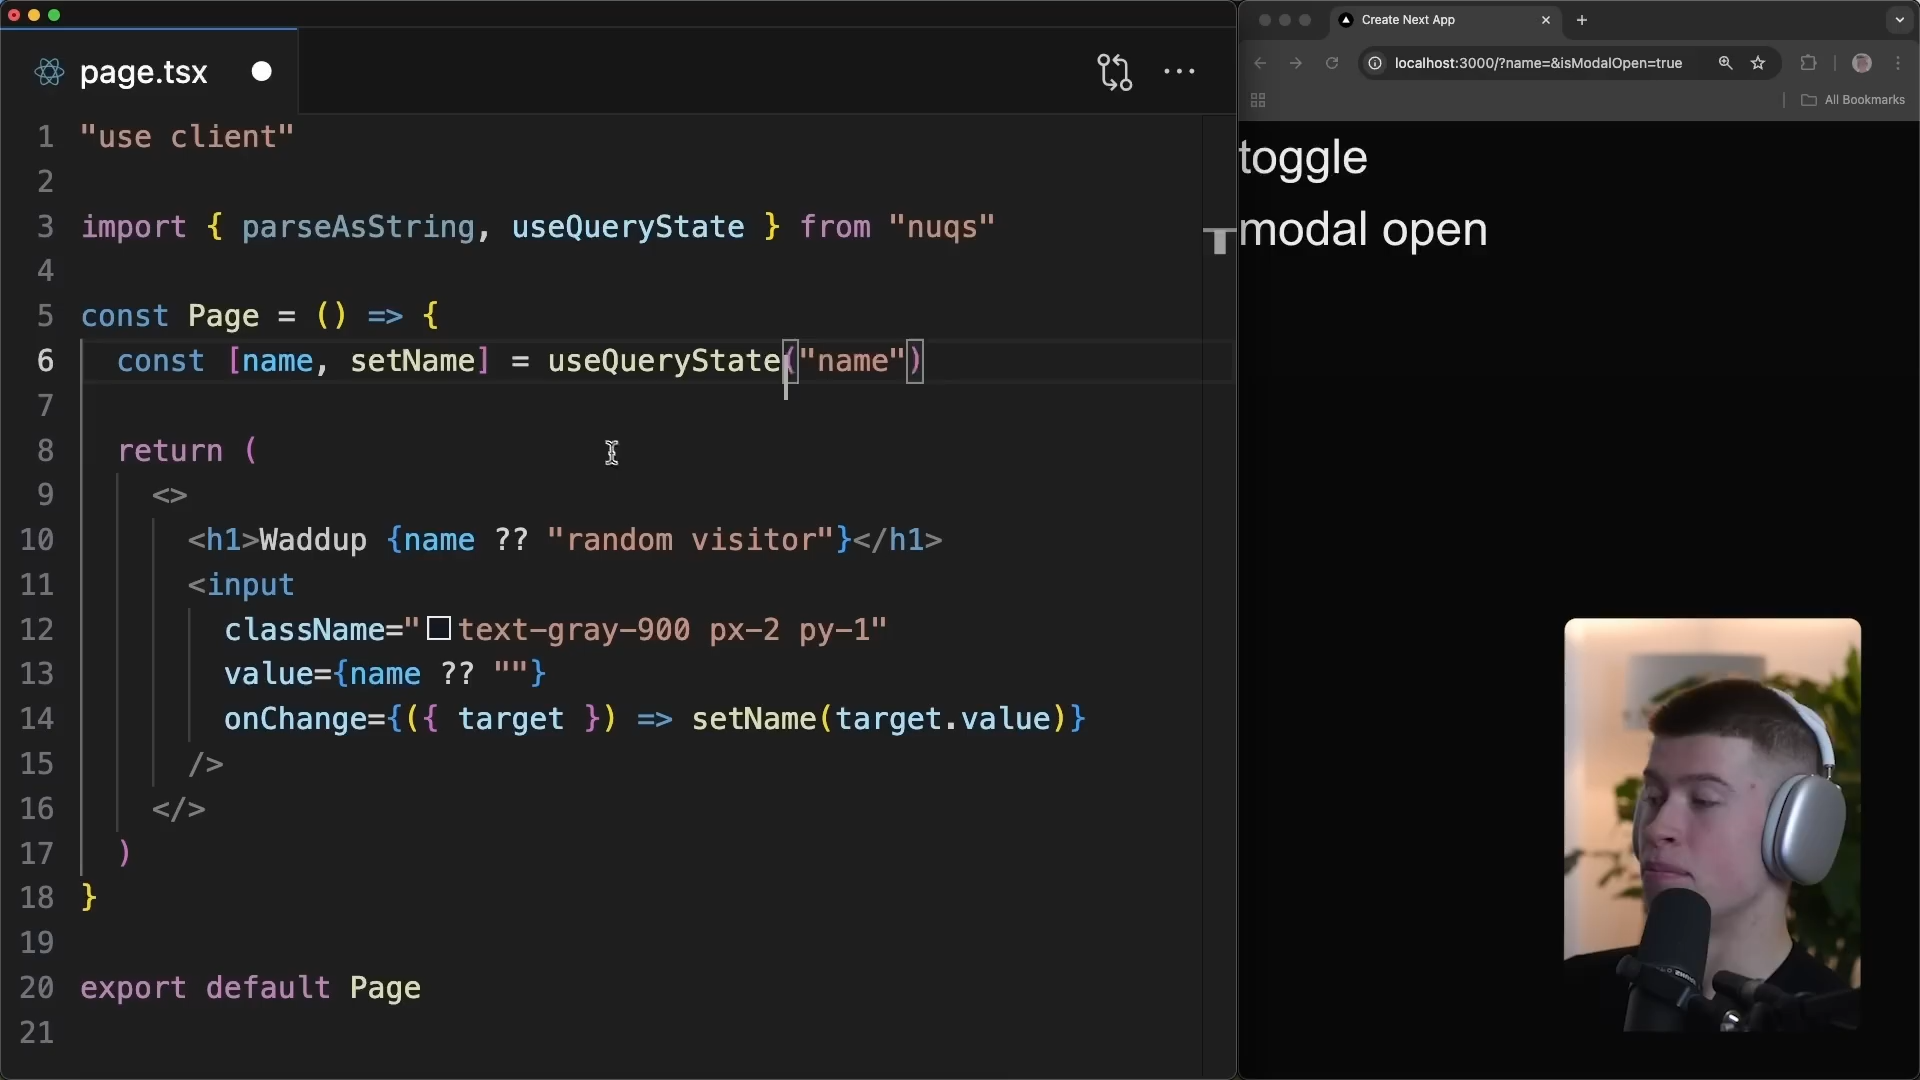 page.tsx
1 "use client"
2
3 import { parseAsString, useQueryState } from "nuqs"
4
5 const Page = () => {
6 const [name, setName] = useQueryState("name")
7
8 return (
9 <>
10 <h1>Waddup {name ?? "random visitor"}</h1>
11 <input
12 className="text-gray-900 px-2 py-1"
13 value={name ?? ""}
14 onChange={({ target }) => setName(target.value)}
15 />
16 </>
17 )
18 }
19
20 export default Page
21
Create Next App
localhost:3000/?name=&isModalOpen=true
All Bookmarks
toggle
modal open